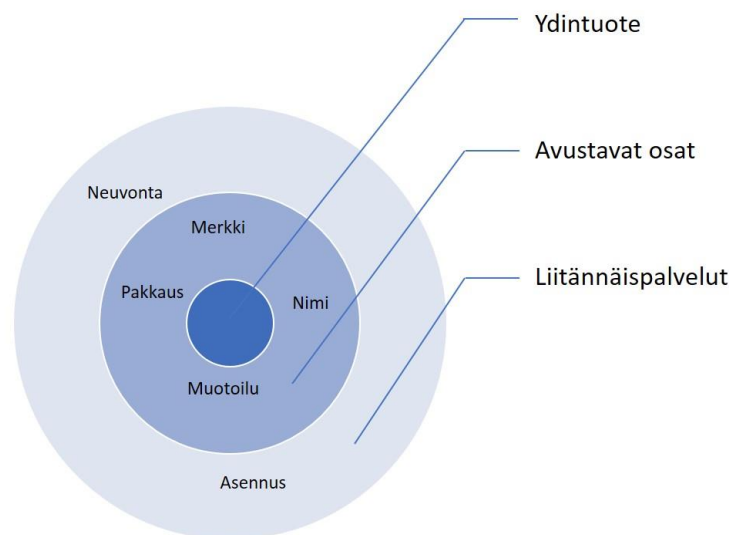 Ydintuote
Avustavat osat
Neuvonta
Merkki
Liitännäispalvelut
Pakkaus
Nimi
Muotoilu
Asennus